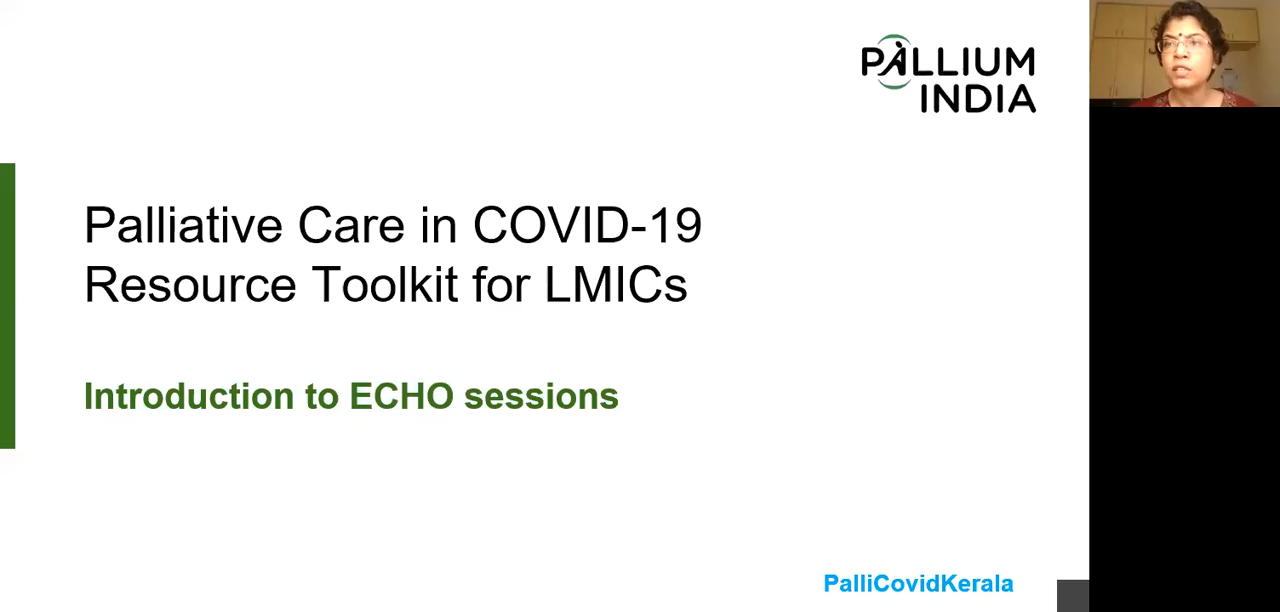 PALLIUM
INDIA
Palliative Care in COVID-19
Resource Toolkit for LMICs
Introduction to ECHO sessions
PalliCovidKerala